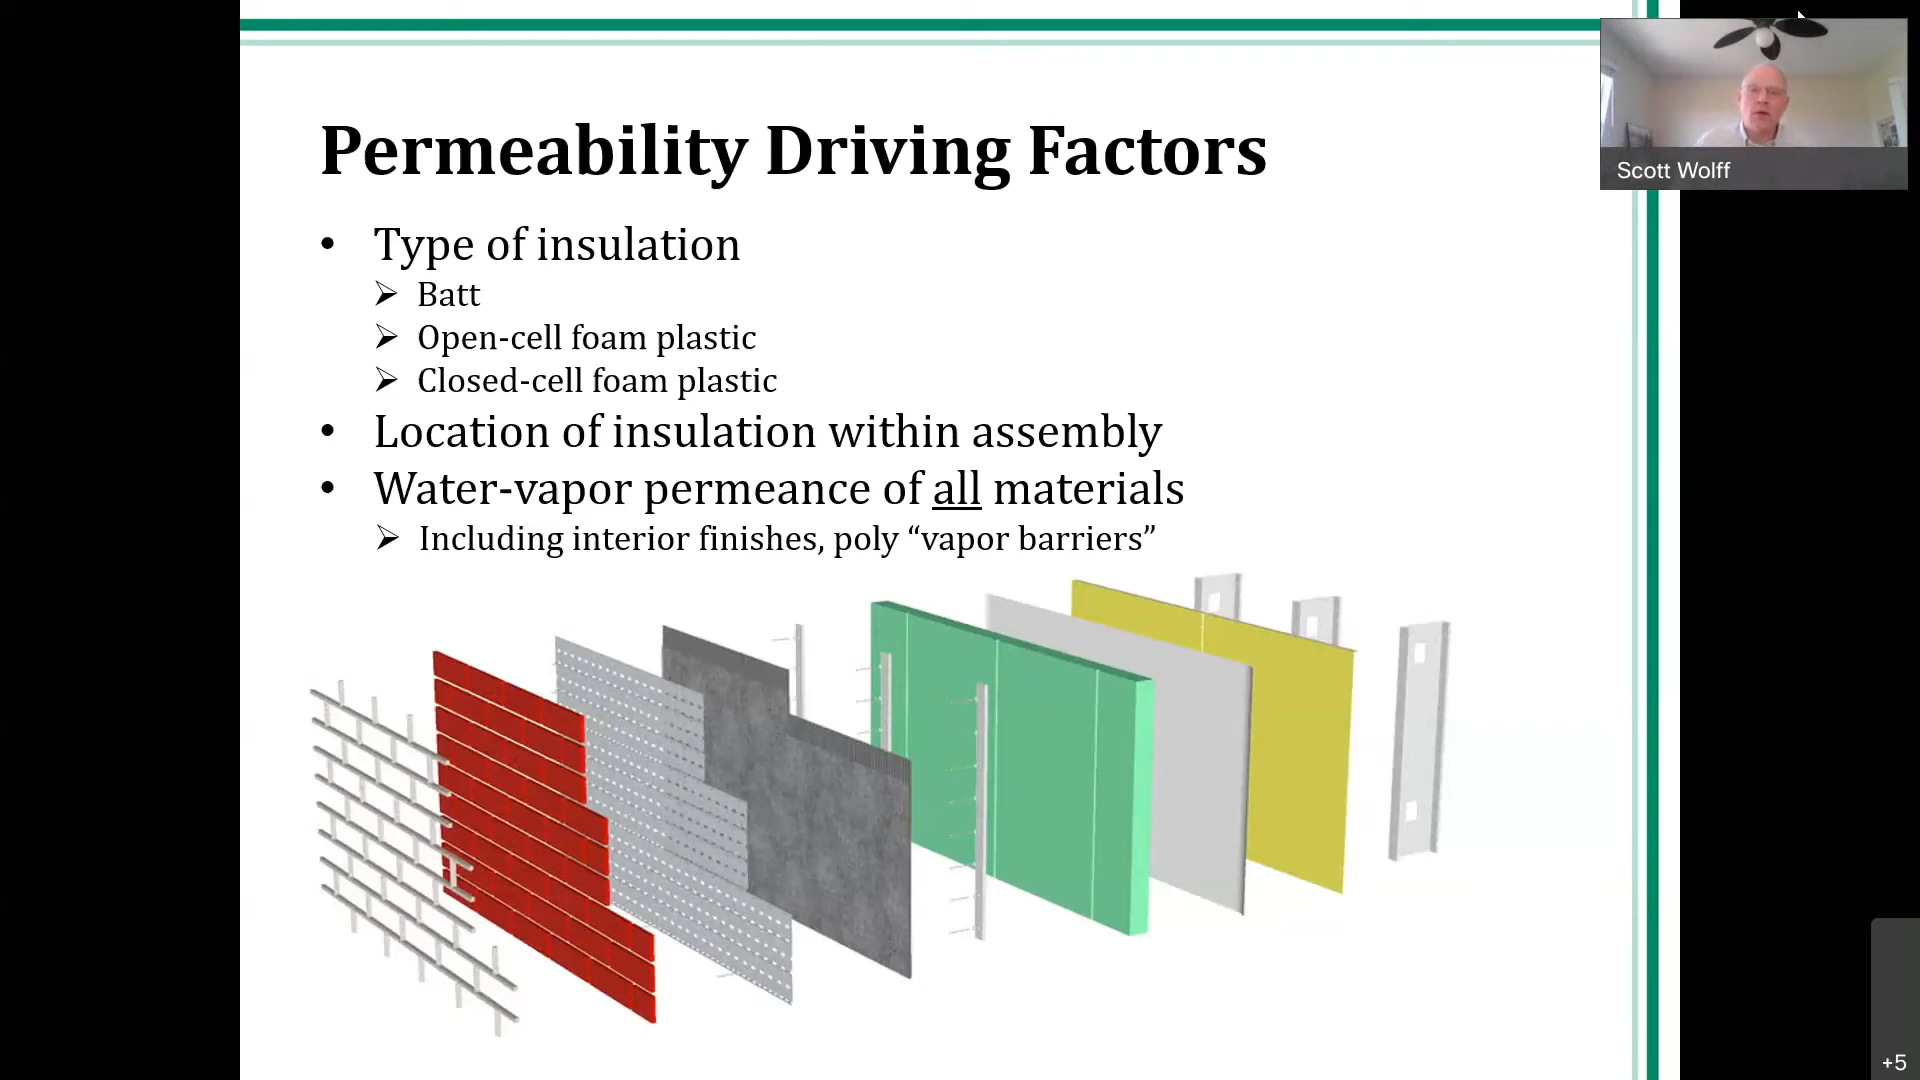 Permeability Driving Factors
Scott Wolff
• Type of insulation
➢ Batt
➢ Open-cell foam plastic
➢ Closed-cell foam plastic
• Location of insulation within assembly
• Water-vapor permeance of all materials
➢ Including interior finishes, poly “vapor barriers”
+5